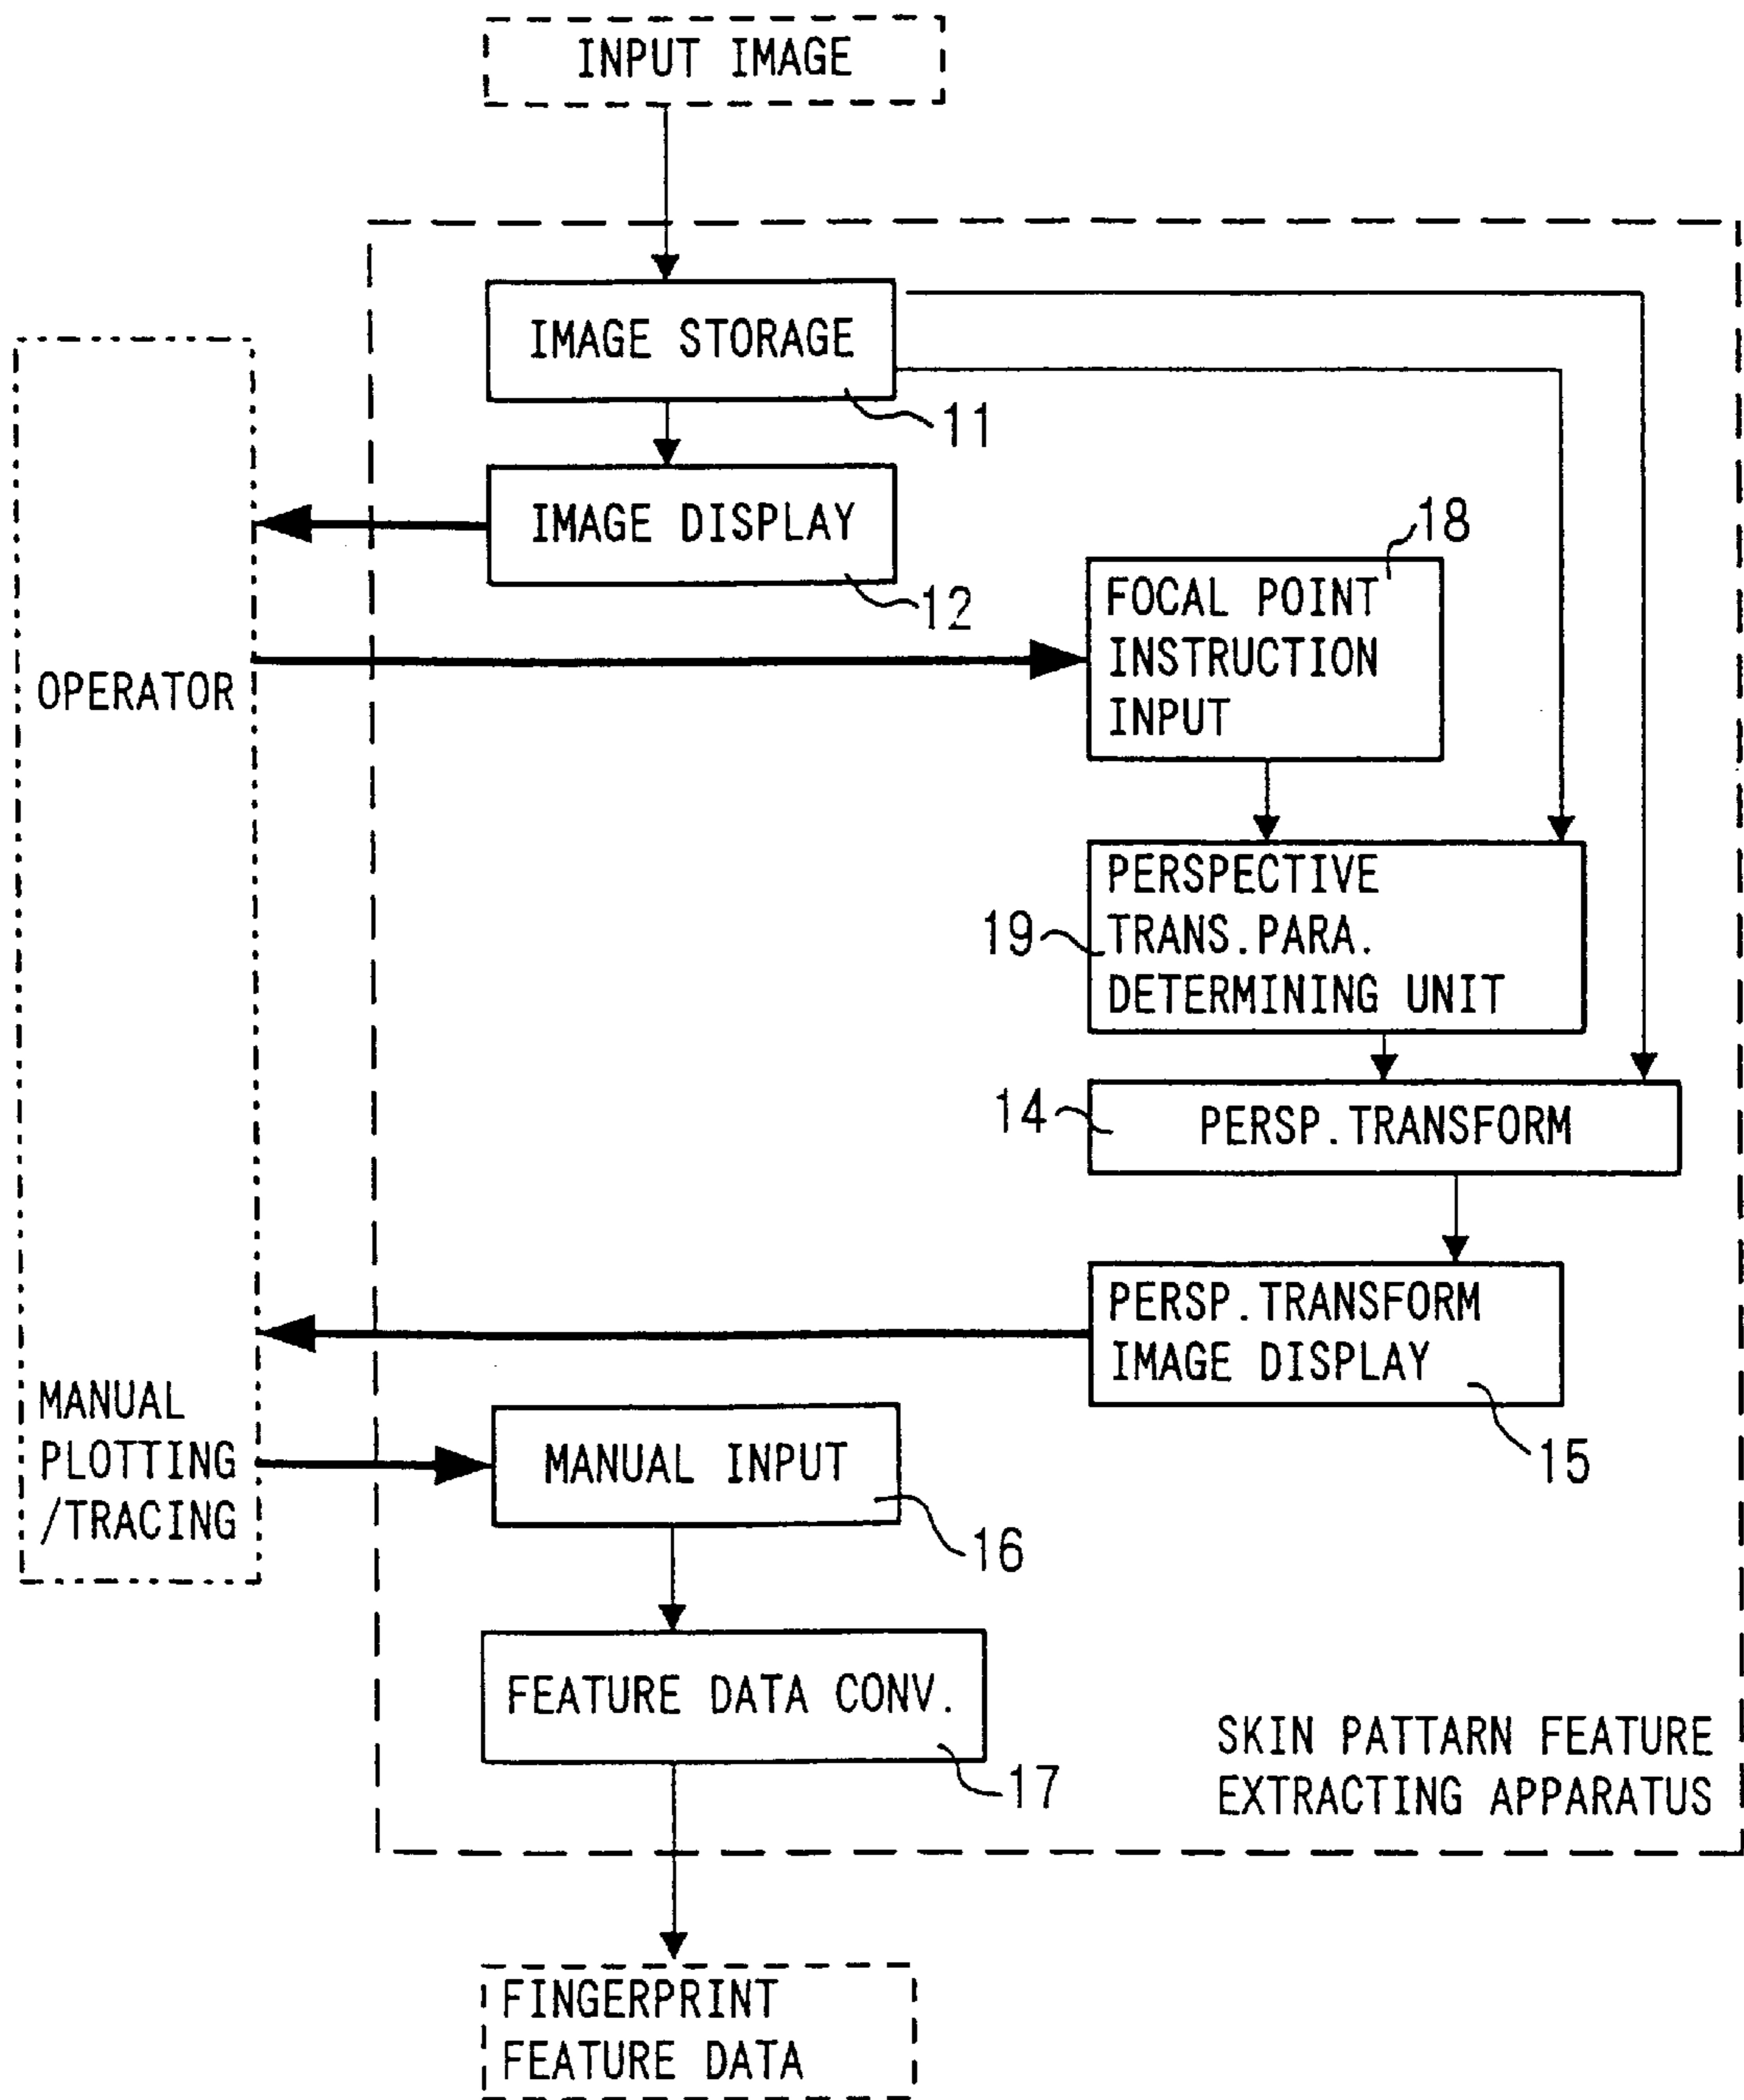 INPUT IMAGE
IMAGE STORAGE
11
IMAGE DISPLAY
12
18
FOCAL POINT
INSTRUCTION
INPUT
OPERATOR
PERSPECTIVE
TRANS.PARA.
DETERMINING UNIT
19
14
PERSP.TRANSFORM
PERSP.TRANSFORM
IMAGE DISPLAY
15
MANUAL
PLOTTING
/TRACING
MANUAL INPUT
16
FEATURE DATA CONV.
17
SKIN PATTARN FEATURE
EXTRACTING APPARATUS
FINGERPRINT
FEATURE DATA